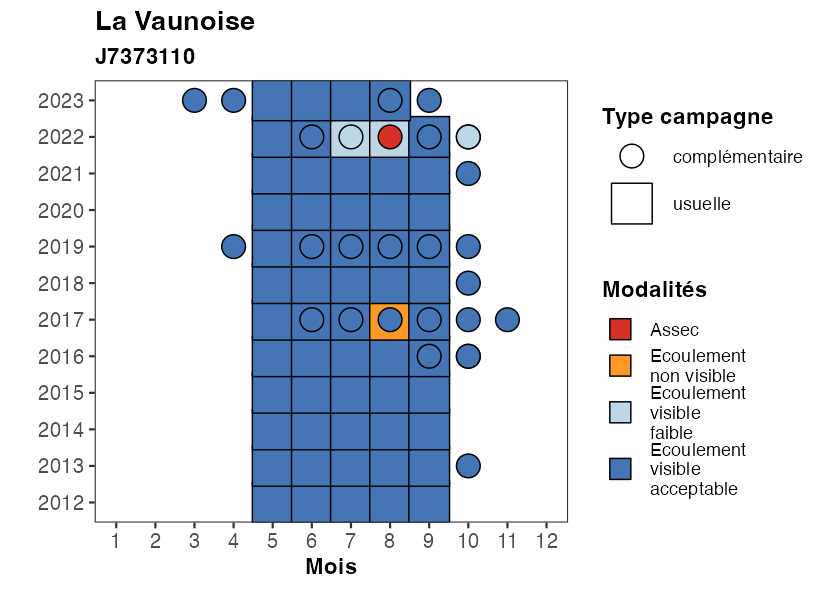 La Vaunoise
J7373110
2023
2022
2021
2020
2019
2018
2017
2016
2015
2014
2013
2012
1 2 3 4 5 6 7 8 9 10 11 12
Mois
Type campagne
complémentaire
usuelle
Modalités
Assec
Ecoulement
non visible
Ecoulement
visible
faible
Ecoulement
visible
acceptable